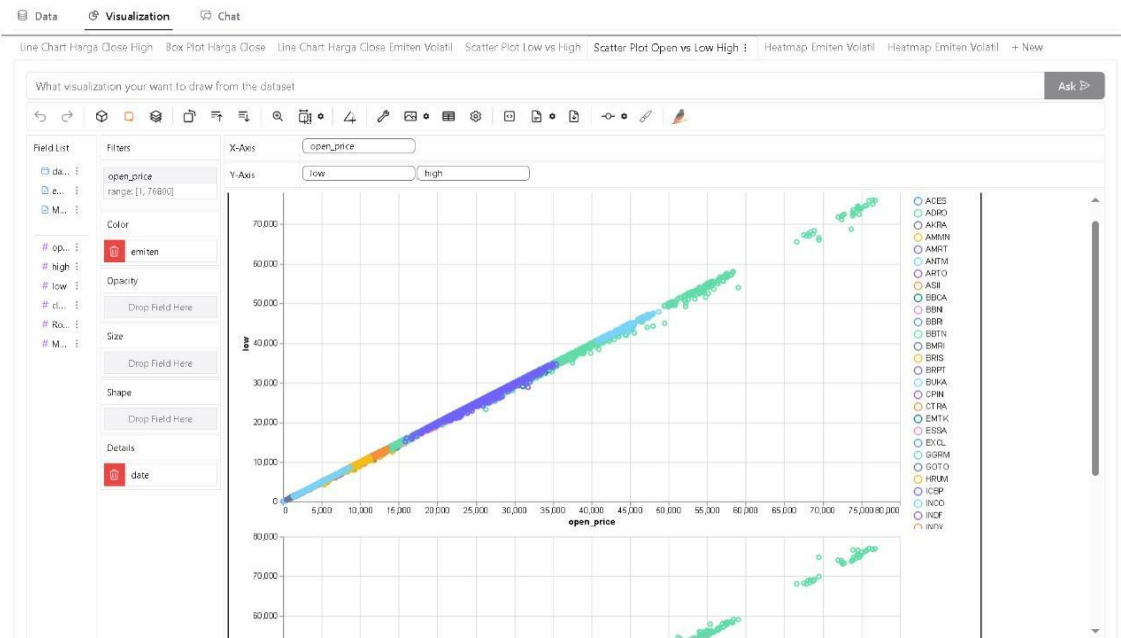 Data Visualization Chat
Line Chart Harga Close High Box Plot Harga Close Line Chart Harga Close Emiten Volatil Scatter Plot Low vs High Scatter Plot Open vs Low High Heatmap Emiten Volatil Heatmap Emiten Volatil + New
What visualization your want to draw from the dataset Ask
Field List
da...
e...
M...
# op...
# high
# low
# cl...
# Ro...
# M...
Filters
open_price
range: [1, 76800]
Color
emiten
Opacity
Drop Field Here
Size
Drop Field Here
Shape
Drop Field Here
Details
date
X-Axis open_price
Y-Axis low high
low
70,000
60,000
50,000
40,000
30,000
20,000
10,000
0
0 5,000 10,000 15,000 20,000 25,000 30,000 35,000 40,000 45,000 50,000 55,000 60,000 65,000 70,000 75,000 80,000
open_price
ACES
ADRO
AKRA
AMMN
AMRT
ANTM
ARTO
ASII
BBCA
BBNI
BBRI
BBTN
BMRI
BRIS
BRPT
BUKA
CPIN
CTRA
EMTK
ESSA
EXCL
GGRM
GOTO
HRUM
ICBP
INCO
INDF
INDY
80,000
70,000
60,000